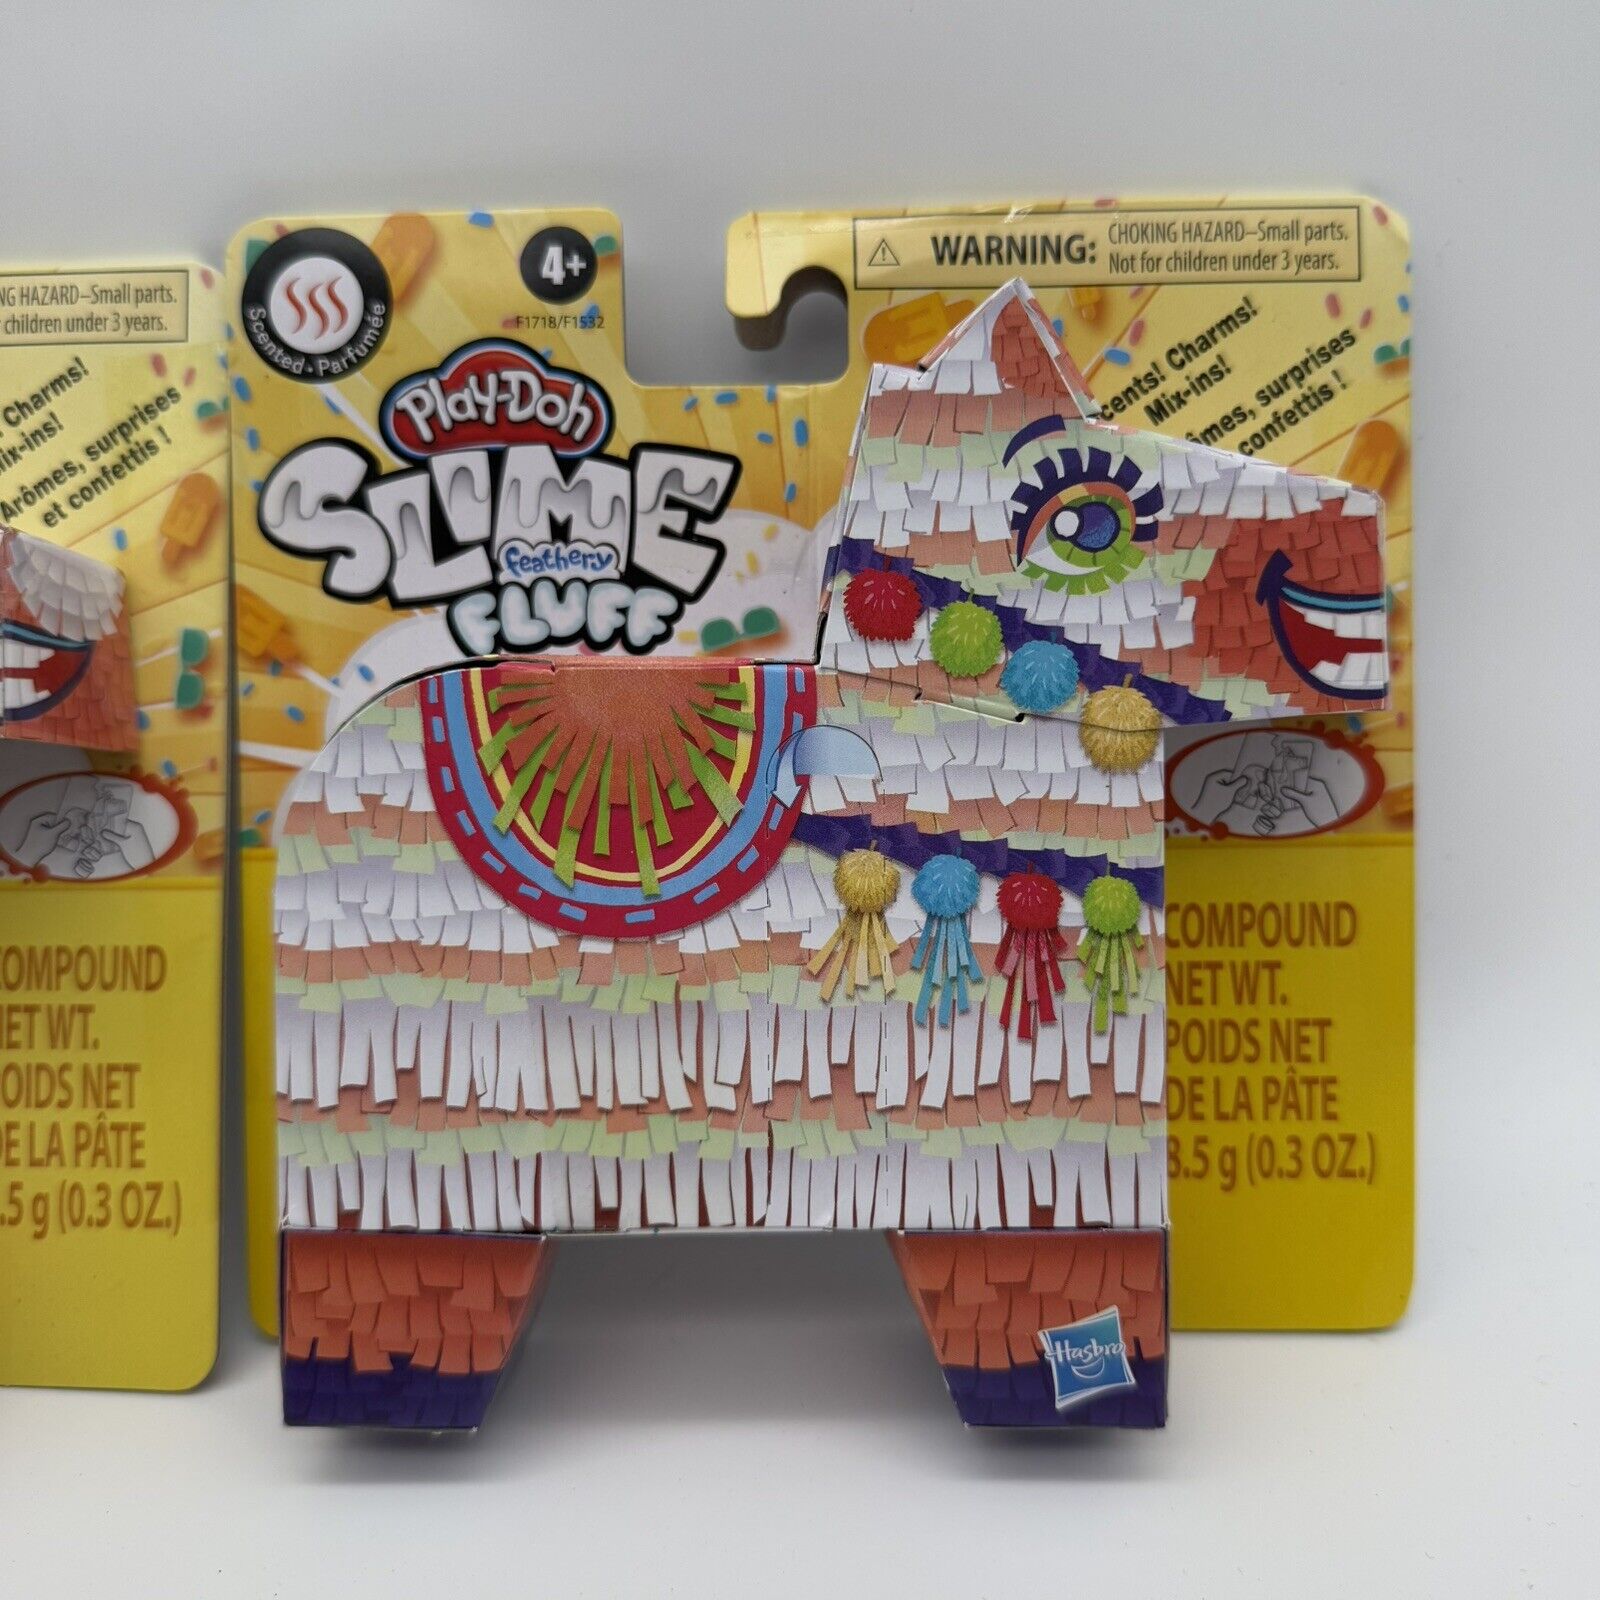 NG HAZARD–Small parts.
children under 3 years.
Charms!
ix-ins!
Arômes, surprises
et confettis !
COMPOUND
NET WT.
POIDS NET
DE LA PÂTE
.5 g (0.3 OZ.)
Scented • Parfumée
4+
F1718/F1532
Play-Doh
SLIME
feathery
FLUFF
WARNING: CHOKING HAZARD–Small parts.
Not for children under 3 years.
cents! Charms!
Mix-ins!
ômes, surprises
confettis !
COMPOUND
NET WT.
POIDS NET
DE LA PÂTE
8.5 g (0.3 OZ.)
Hasbro